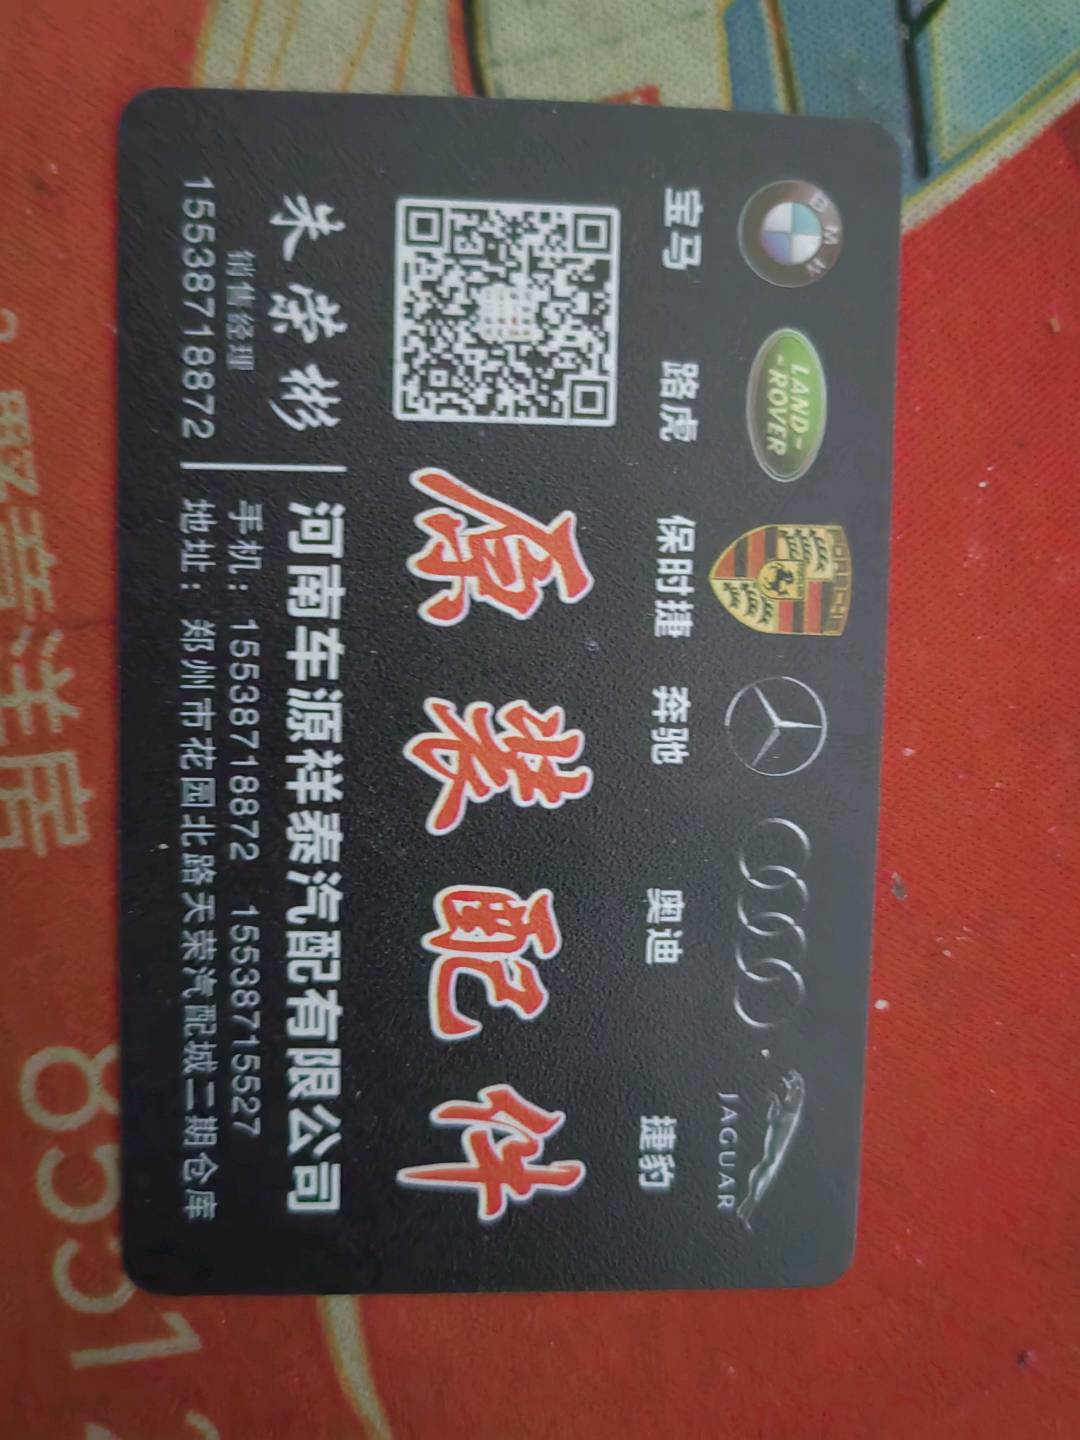 BMW
LAND-
-ROVER
PORSCHE
JAGUAR
宝马 路虎 保时捷 奔驰 奥迪 捷豹
原装配件
荣彬
销售经理
15538718872
河南车源祥泰汽配有限公司
手机：15538718872 15538715527
地址：郑州市花园北路天荣汽配城二期仓库
洋房
8551